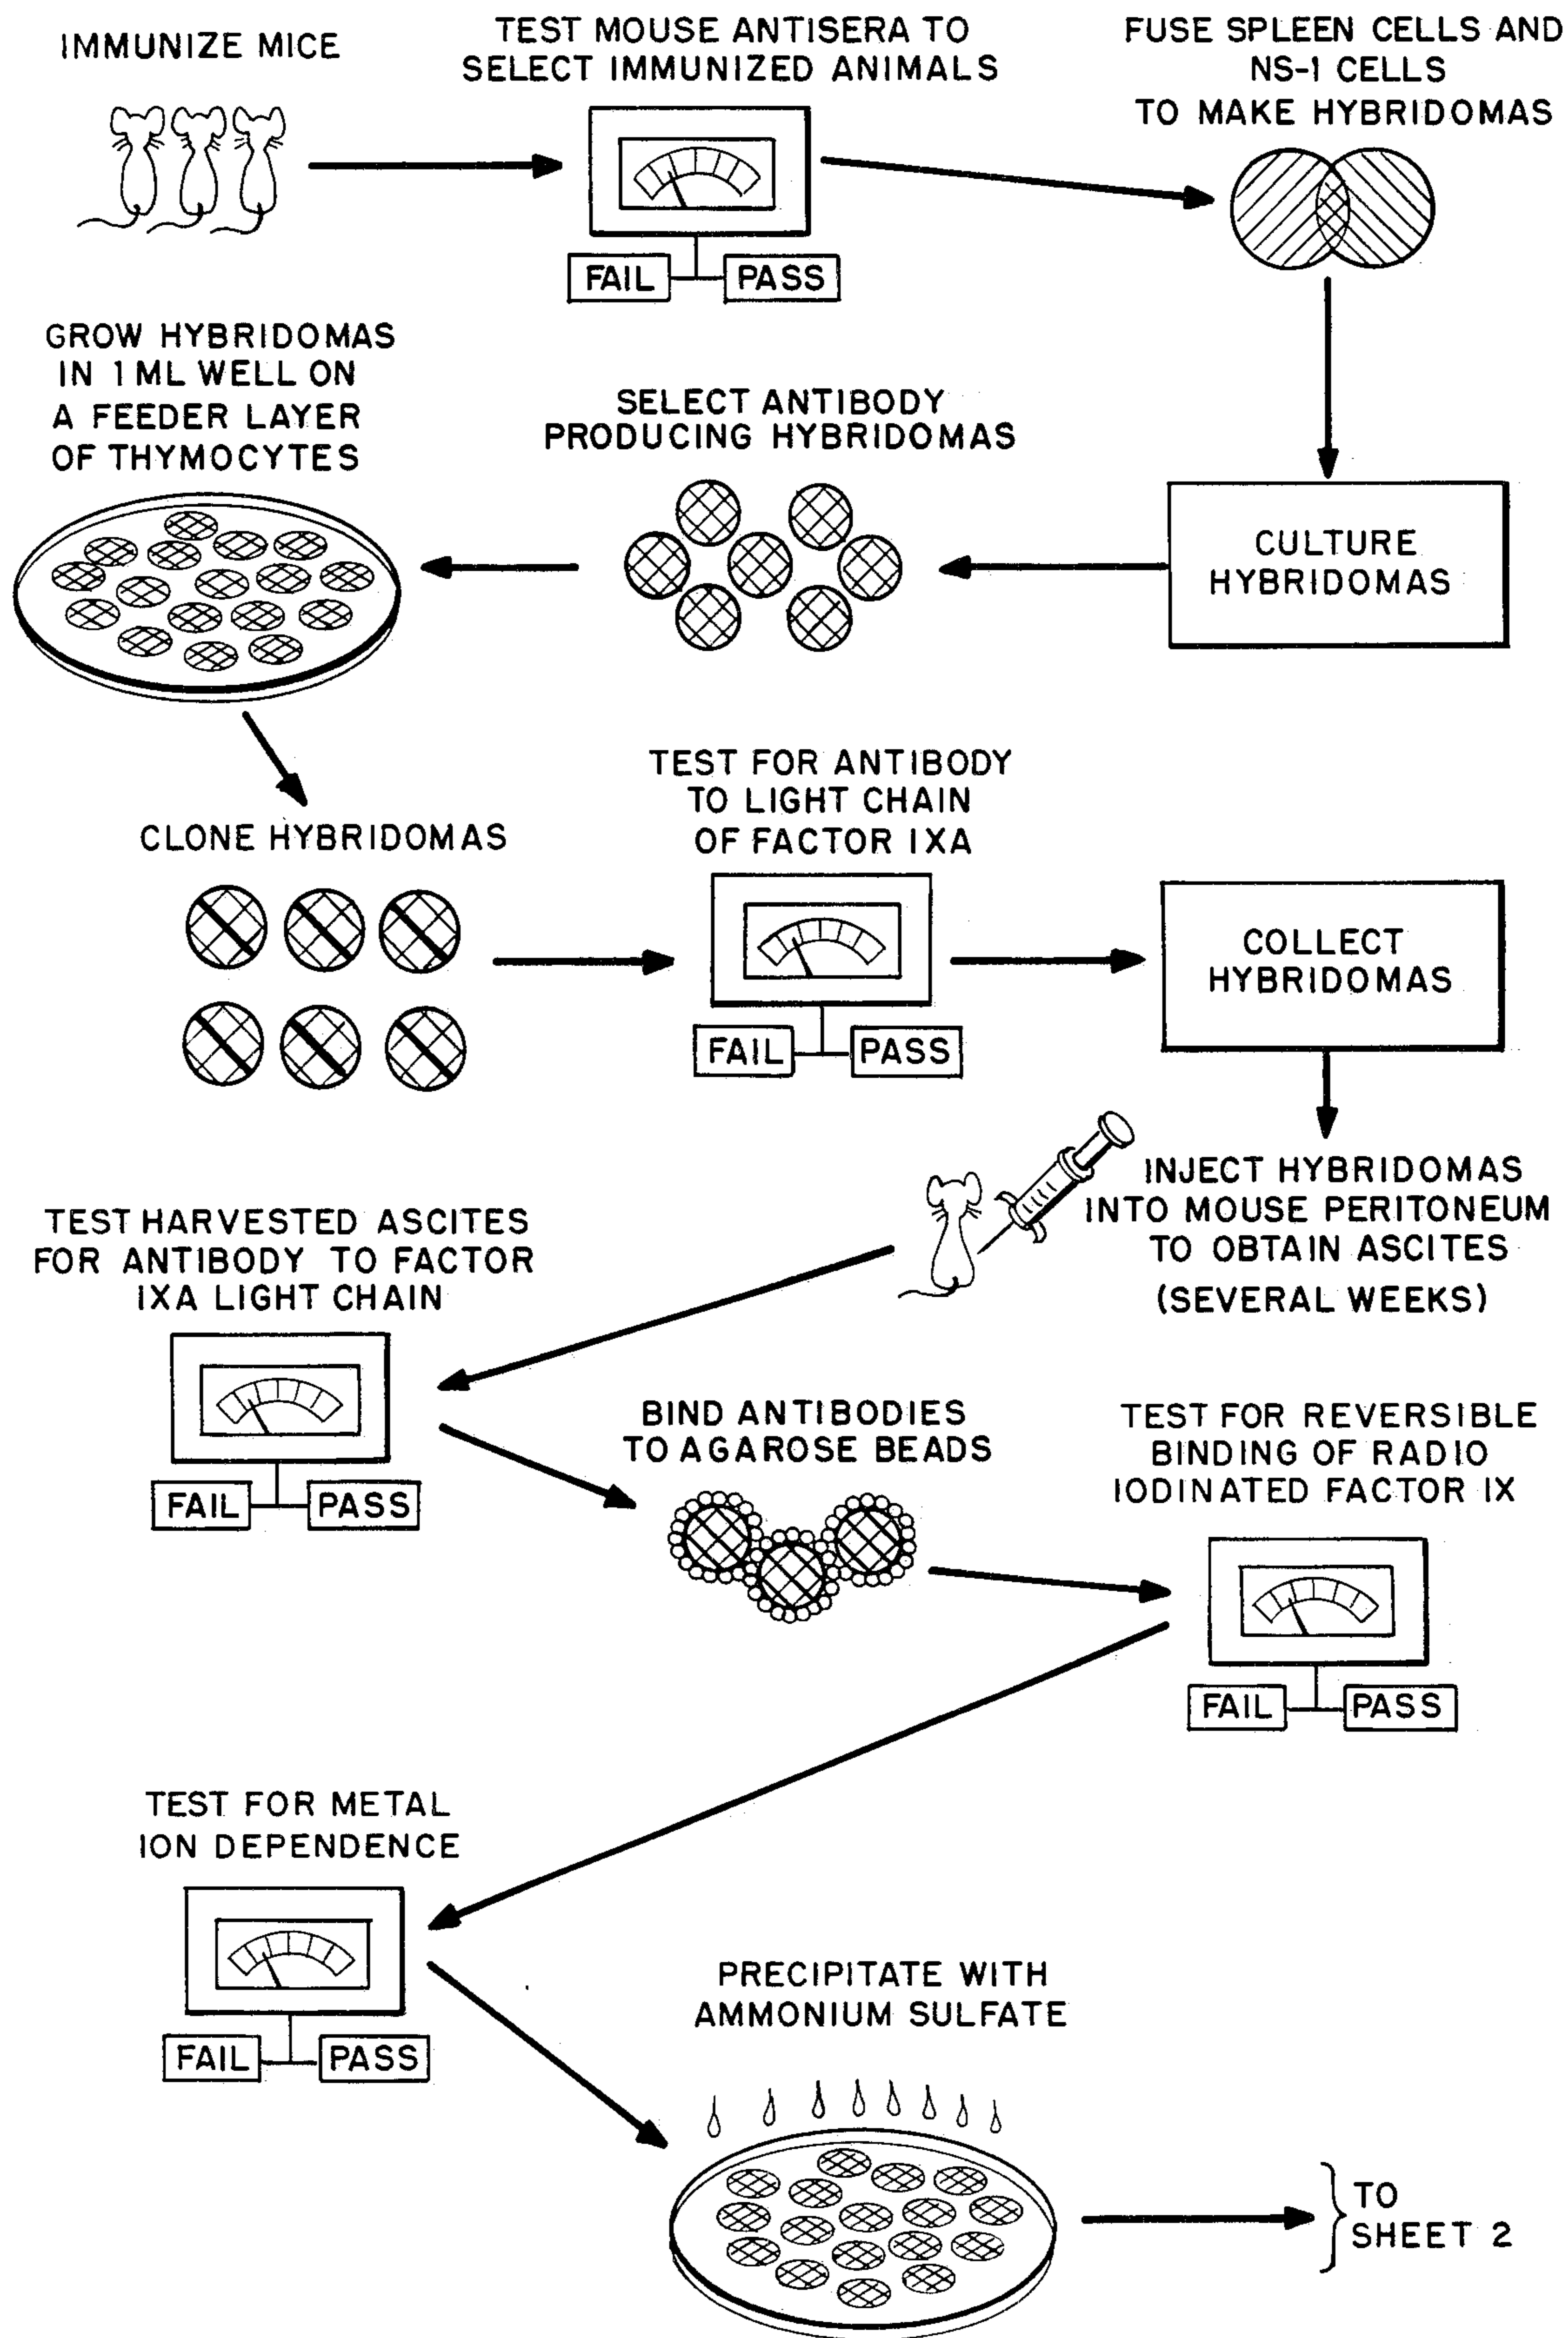 IMMUNIZE MICE
TEST MOUSE ANTISERA TO
SELECT IMMUNIZED ANIMALS
FAIL
PASS
FUSE SPLEEN CELLS AND
NS-1 CELLS
TO MAKE HYBRIDOMAS
CULTURE
HYBRIDOMAS
SELECT ANTIBODY
PRODUCING HYBRIDOMAS
GROW HYBRIDOMAS
IN 1 ML WELL ON
A FEEDER LAYER
OF THYMOCYTES
CLONE HYBRIDOMAS
TEST FOR ANTIBODY
TO LIGHT CHAIN
OF FACTOR IXA
FAIL
PASS
COLLECT
HYBRIDOMAS
INJECT HYBRIDOMAS
INTO MOUSE PERITONEUM
TO OBTAIN ASCITES
(SEVERAL WEEKS)
TEST HARVESTED ASCITES
FOR ANTIBODY TO FACTOR
IXA LIGHT CHAIN
FAIL
PASS
BIND ANTIBODIES
TO AGAROSE BEADS
TEST FOR REVERSIBLE
BINDING OF RADIO
IODINATED FACTOR IX
FAIL
PASS
TEST FOR METAL
ION DEPENDENCE
FAIL
PASS
PRECIPITATE WITH
AMMONIUM SULFATE
TO
SHEET 2